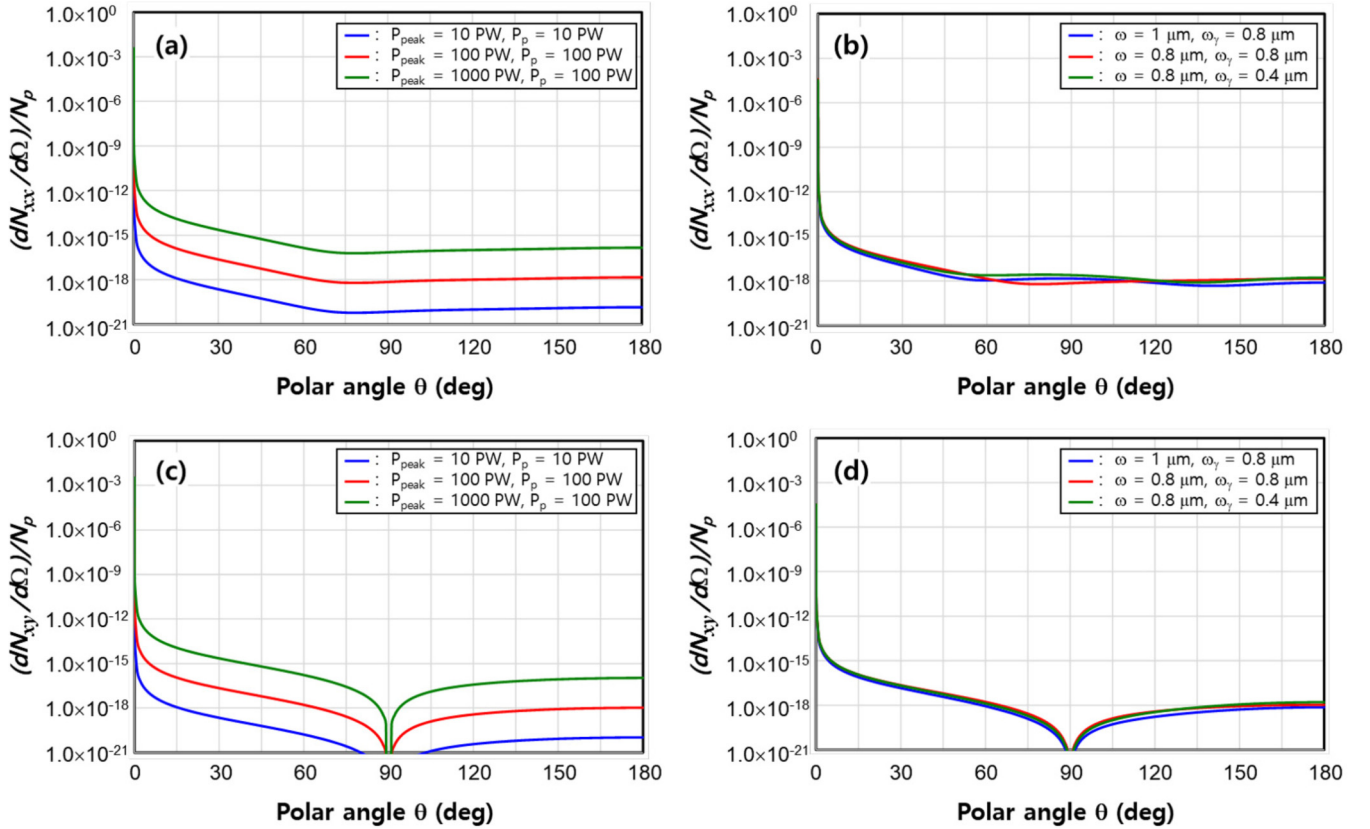 (a)
: P_peak = 10 PW, P_p = 10 PW
: P_peak = 100 PW, P_p = 100 PW
: P_peak = 1000 PW, P_p = 100 PW
(dN_xx/dΩ)/N_p
1.0×10^0
1.0×10^-3
1.0×10^-6
1.0×10^-9
1.0×10^-12
1.0×10^-15
1.0×10^-18
1.0×10^-21
0 30 60 90 120 150 180
Polar angle θ (deg)
(b)
: ω = 1 μm, ω_γ = 0.8 μm
: ω = 0.8 μm, ω_γ = 0.8 μm
: ω = 0.8 μm, ω_γ = 0.4 μm
(dN_xx/dΩ)/N_p
1.0×10^0
1.0×10^-3
1.0×10^-6
1.0×10^-9
1.0×10^-12
1.0×10^-15
1.0×10^-18
1.0×10^-21
0 30 60 90 120 150 180
Polar angle θ (deg)
(c)
: P_peak = 10 PW, P_p = 10 PW
: P_peak = 100 PW, P_p = 100 PW
: P_peak = 1000 PW, P_p = 100 PW
(dN_xy/dΩ)/N_p
1.0×10^0
1.0×10^-3
1.0×10^-6
1.0×10^-9
1.0×10^-12
1.0×10^-15
1.0×10^-18
1.0×10^-21
0 30 60 90 120 150 180
Polar angle θ (deg)
(d)
: ω = 1 μm, ω_γ = 0.8 μm
: ω = 0.8 μm, ω_γ = 0.8 μm
: ω = 0.8 μm, ω_γ = 0.4 μm
(dN_xy/dΩ)/N_p
1.0×10^0
1.0×10^-3
1.0×10^-6
1.0×10^-9
1.0×10^-12
1.0×10^-15
1.0×10^-18
1.0×10^-21
0 30 60 90 120 150 180
Polar angle θ (deg)